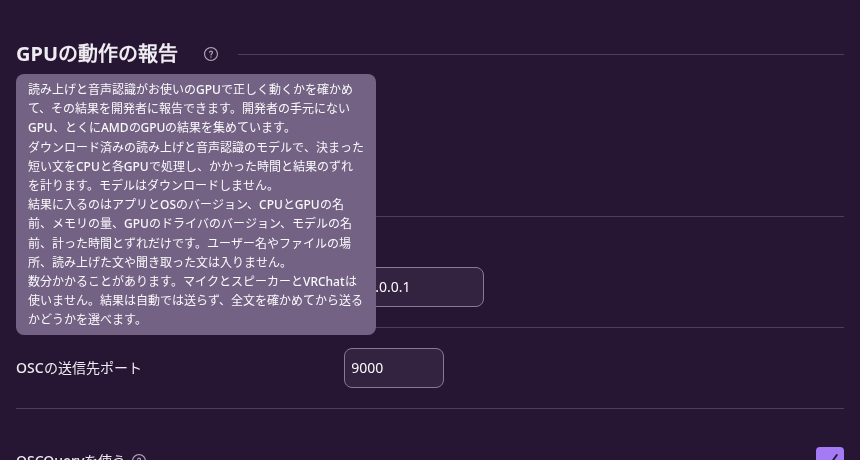 GPUの動作の報告
読み上げと音声認識がお使いのGPUで正しく動くかを確かめ
て、その結果を開発者に報告できます。開発者の手元にない
GPU、とくにAMDのGPUの結果を集めています。
ダウンロード済みの読み上げと音声認識のモデルで、決まった
短い文をCPUと各GPUで処理し、かかった時間と結果のずれ
を計ります。モデルはダウンロードしません。
結果に入るのはアプリとOSのバージョン、CPUとGPUの名
前、メモリの量、GPUのドライバのバージョン、モデルの名
前、計った時間とずれだけです。ユーザー名やファイルの場
所、読み上げた文や聞き取った文は入りません。
数分かかることがあります。マイクとスピーカーとVRChatは
使いません。結果は自動では送らず、全文を確かめてから送る
かどうかを選べます。
.0.0.1
OSCの送信先ポート
9000
OSCQueryを使う